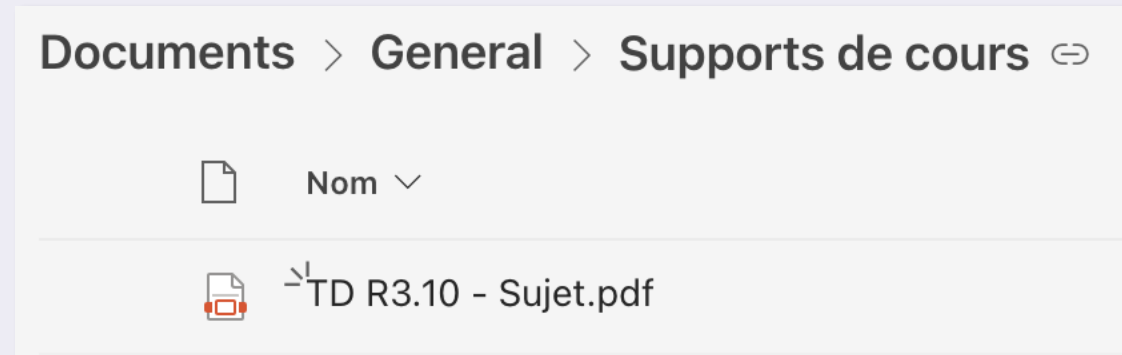 Documents > General > Supports de cours
Nom
TD R3.10 - Sujet.pdf